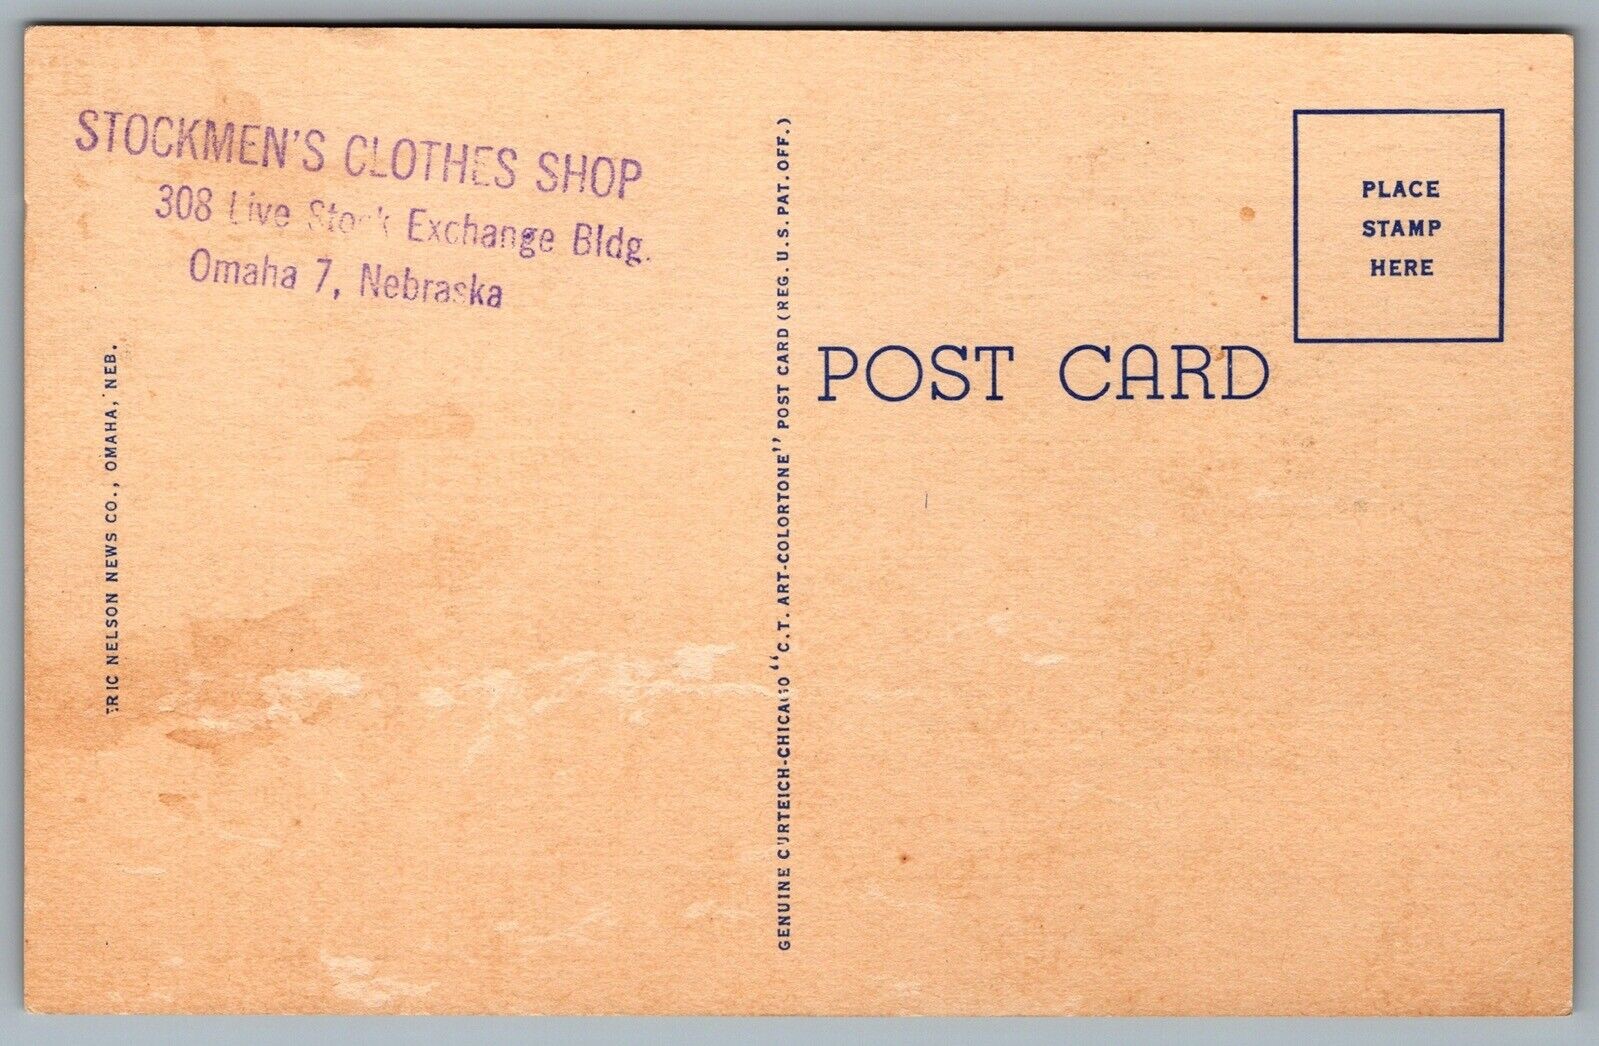 STOCKMEN'S CLOTHES SHOP
308 Live Stock Exchange Bldg.
Omaha 7, Nebraska
ERIC NELSON NEWS CO., OMAHA, NEB.
GENUINE CURTEICH-CHICAGO "C.T. ART-COLORTONE" POST CARD (REG. U.S. PAT. OFF.)
POST CARD
PLACE
STAMP
HERE